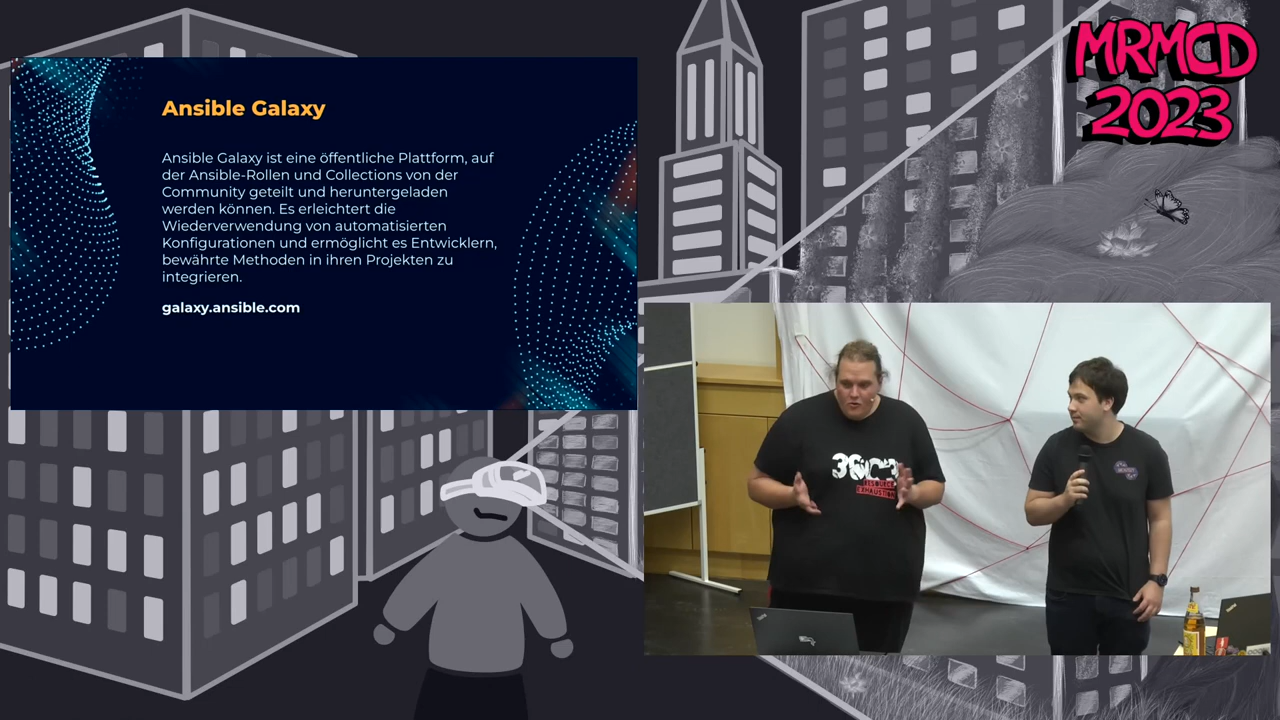 Ansible Galaxy
Ansible Galaxy ist eine öffentliche Plattform, auf
der Ansible-Rollen und Collections von der
Community geteilt und heruntergeladen
werden können. Es erleichtert die
Wiederverwendung von automatisierten
Konfigurationen und ermöglicht es Entwicklern,
bewährte Methoden in ihren Projekten zu
integrieren.
galaxy.ansible.com
MRMCD
2023
RESOURCE
EXHAUSTION